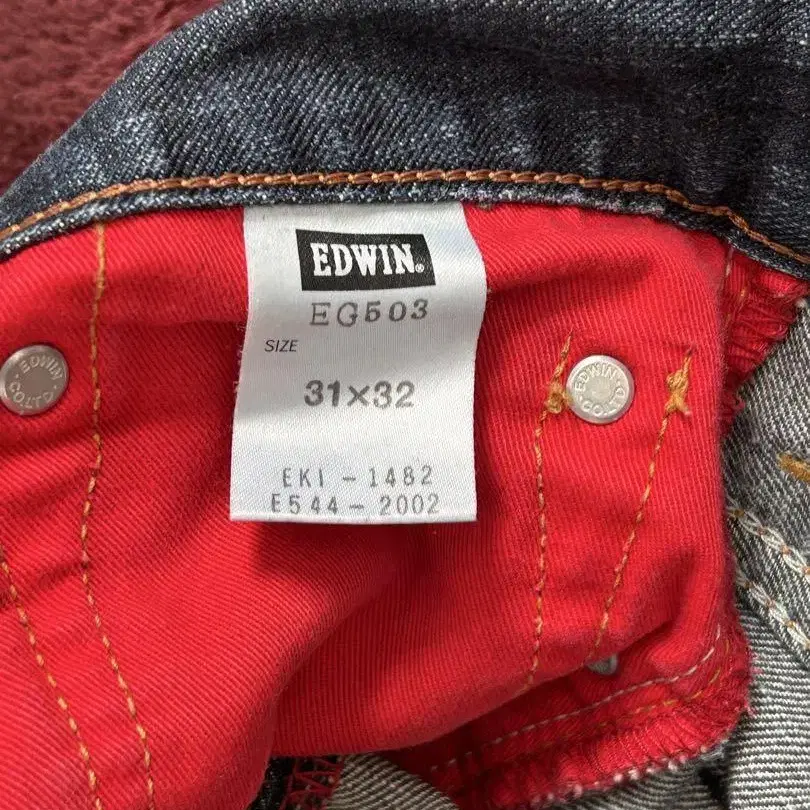 EDWIN®
EG503
SIZE
31×32
EKI - 1482
E544 - 2002
·EDWIN·
CO.LTD
·EDWIN·
CO.LTD